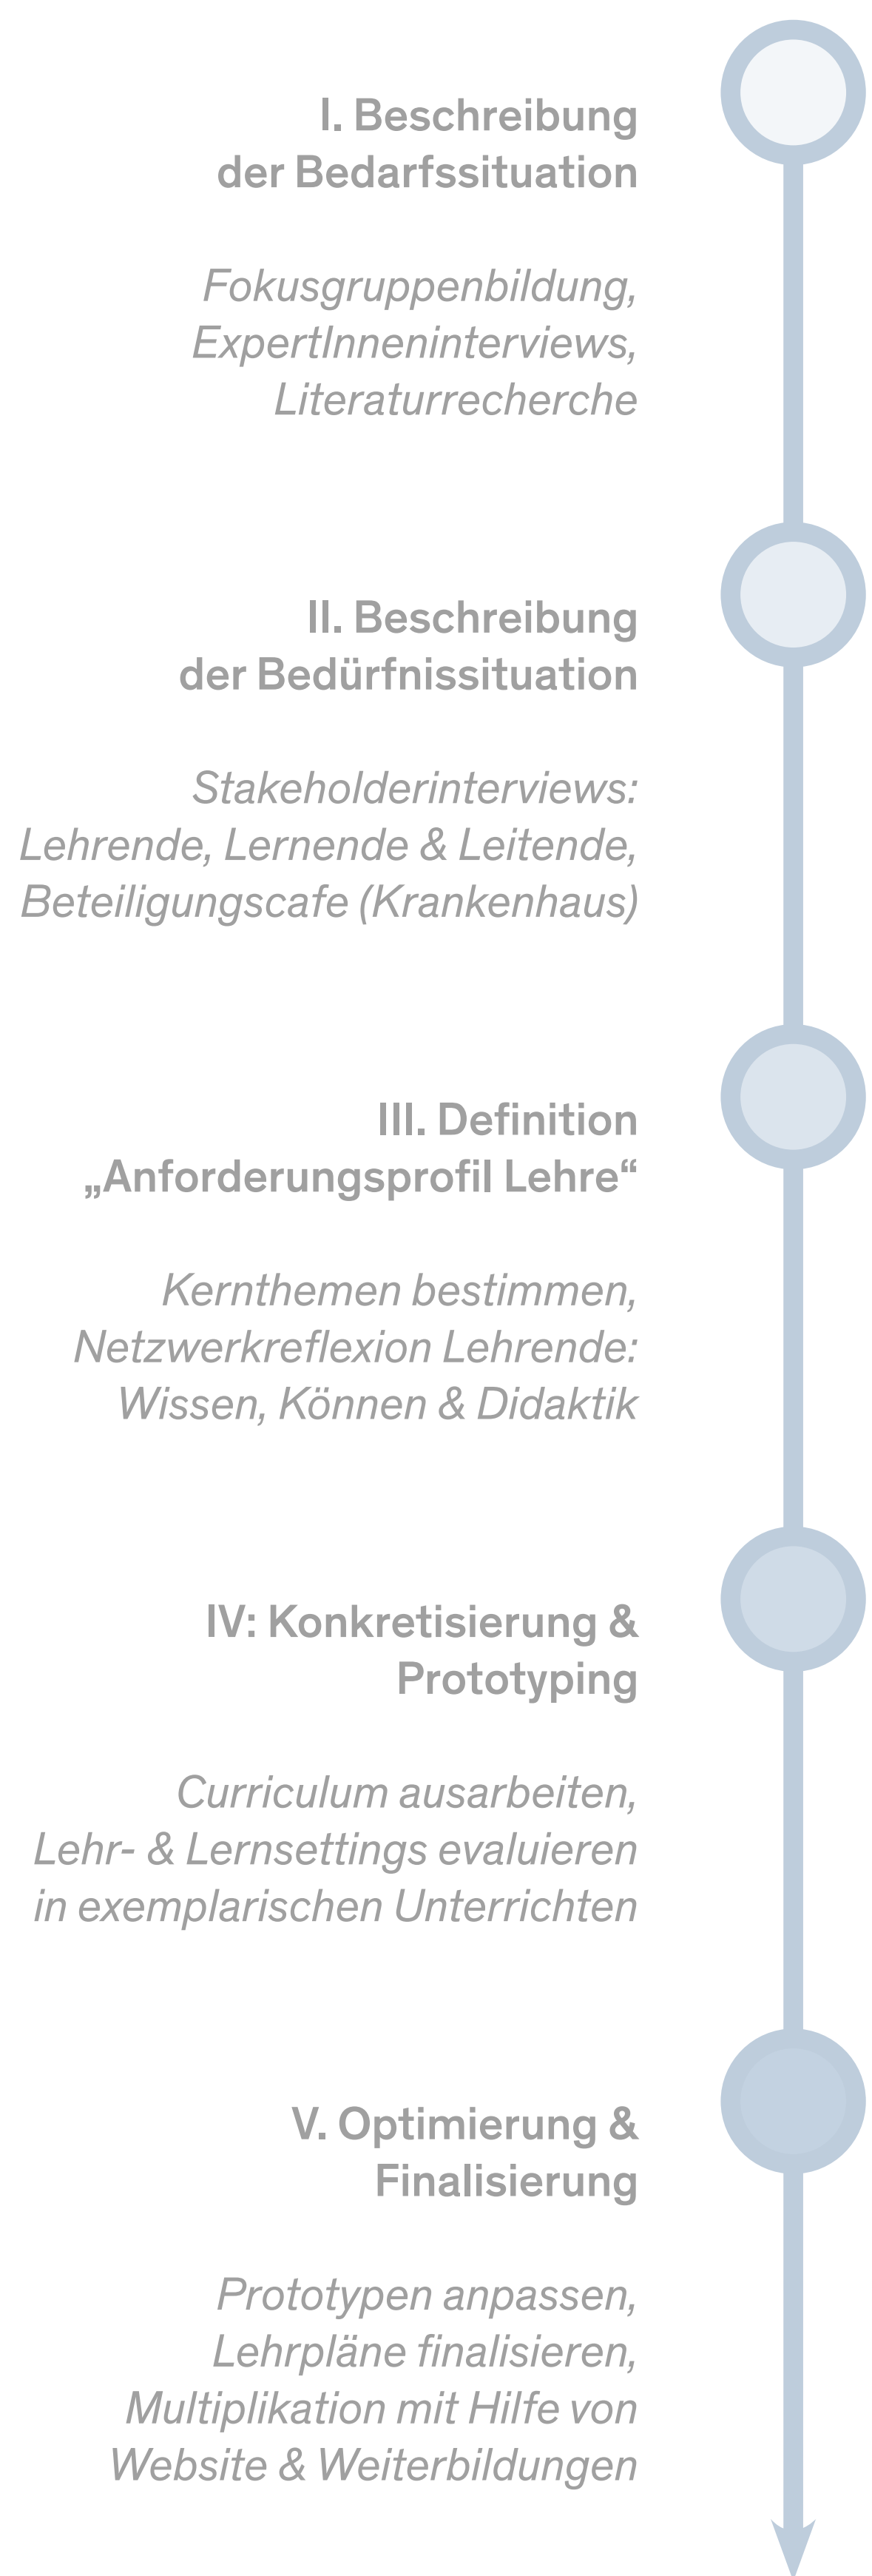 I. Beschreibung
der Bedarfssituation
Fokusgruppenbildung,
ExpertInneninterviews,
Literaturrecherche
II. Beschreibung
der Bedürfnissituation
Stakeholderinterviews:
Lehrende, Lernende & Leitende,
Beteiligungscafe (Krankenhaus)
III. Definition
„Anforderungsprofil Lehre“
Kernthemen bestimmen,
Netzwerkreflexion Lehrende:
Wissen, Können & Didaktik
IV: Konkretisierung &
Prototyping
Curriculum ausarbeiten,
Lehr- & Lernsettings evaluieren
in exemplarischen Unterrichten
V. Optimierung &
Finalisierung
Prototypen anpassen,
Lehrpläne finalisieren,
Multiplikation mit Hilfe von
Website & Weiterbildungen